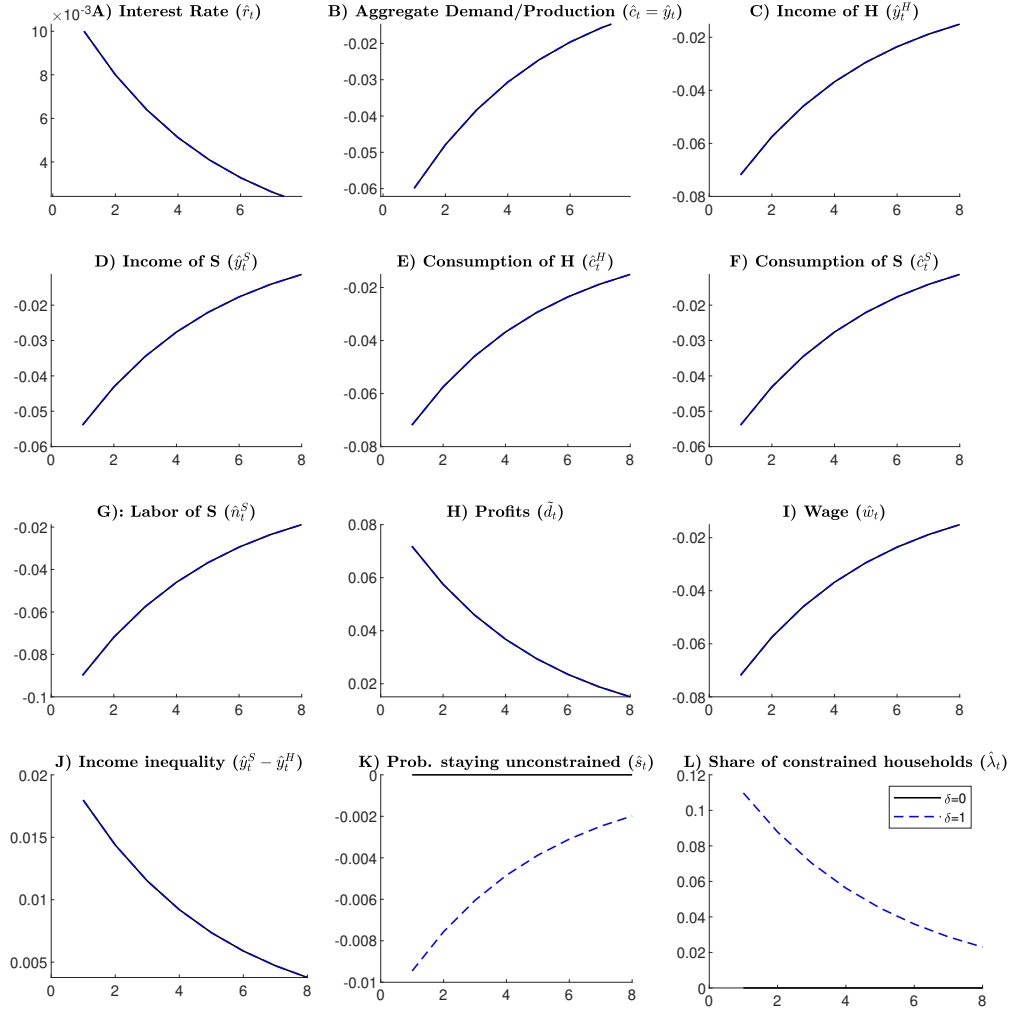 ×10⁻³ A) Interest Rate (r̂ₜ)
10
8
6
4
0 2 4 6
B) Aggregate Demand/Production (ĉₜ = ŷₜ)
-0.02
-0.03
-0.04
-0.05
-0.06
0 2 4 6
C) Income of H (ŷₜᴴ)
-0.02
-0.04
-0.06
-0.08
0 2 4 6 8
D) Income of S (ŷₜˢ)
-0.02
-0.03
-0.04
-0.05
-0.06
0 2 4 6 8
E) Consumption of H (ĉₜᴴ)
-0.02
-0.04
-0.06
-0.08
0 2 4 6 8
F) Consumption of S (ĉₜˢ)
-0.02
-0.03
-0.04
-0.05
-0.06
0 2 4 6 8
G): Labor of S (n̂ₜˢ)
-0.02
-0.04
-0.06
-0.08
-0.1
0 2 4 6 8
H) Profits (d̃ₜ)
0.08
0.06
0.04
0.02
0 2 4 6 8
I) Wage (ŵₜ)
-0.02
-0.04
-0.06
-0.08
0 2 4 6 8
J) Income inequality (ŷₜˢ − ŷₜᴴ)
0.02
0.015
0.01
0.005
0 2 4 6 8
K) Prob. staying unconstrained (ŝₜ)
0
-0.002
-0.004
-0.006
-0.008
-0.01
0 2 4 6 8
L) Share of constrained households (λ̂ₜ)
0.12
0.1
0.08
0.06
0.04
0.02
0
0 2 4 6 8
δ=0
δ=1